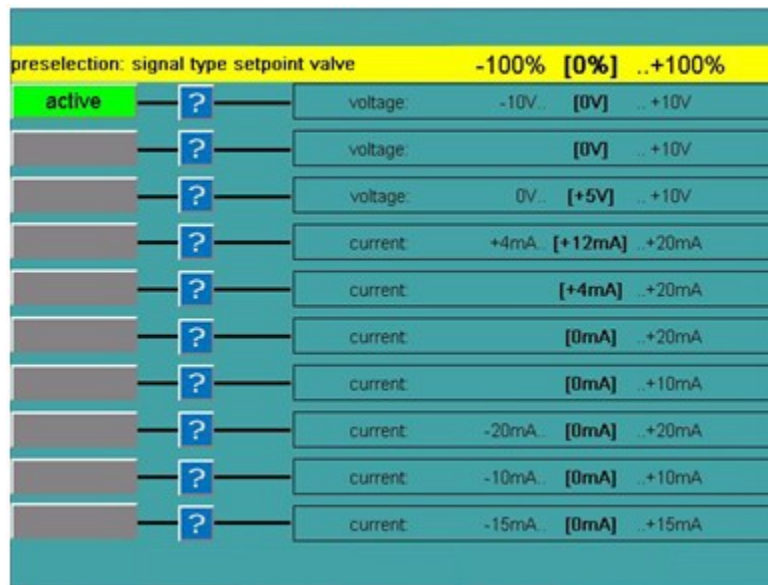 preselection: signal type setpoint valve -100% [0%] ..+100%
active ? voltage: -10V.. [0V] ..+10V
? voltage: [0V] ..+10V
? voltage: 0V.. [+5V] ..+10V
? current: +4mA.. [+12mA] ..+20mA
? current: [+4mA] ..+20mA
? current: [0mA] ..+20mA
? current: [0mA] ..+10mA
? current: -20mA.. [0mA] ..+20mA
? current: -10mA.. [0mA] ..+10mA
? current: -15mA.. [0mA] ..+15mA